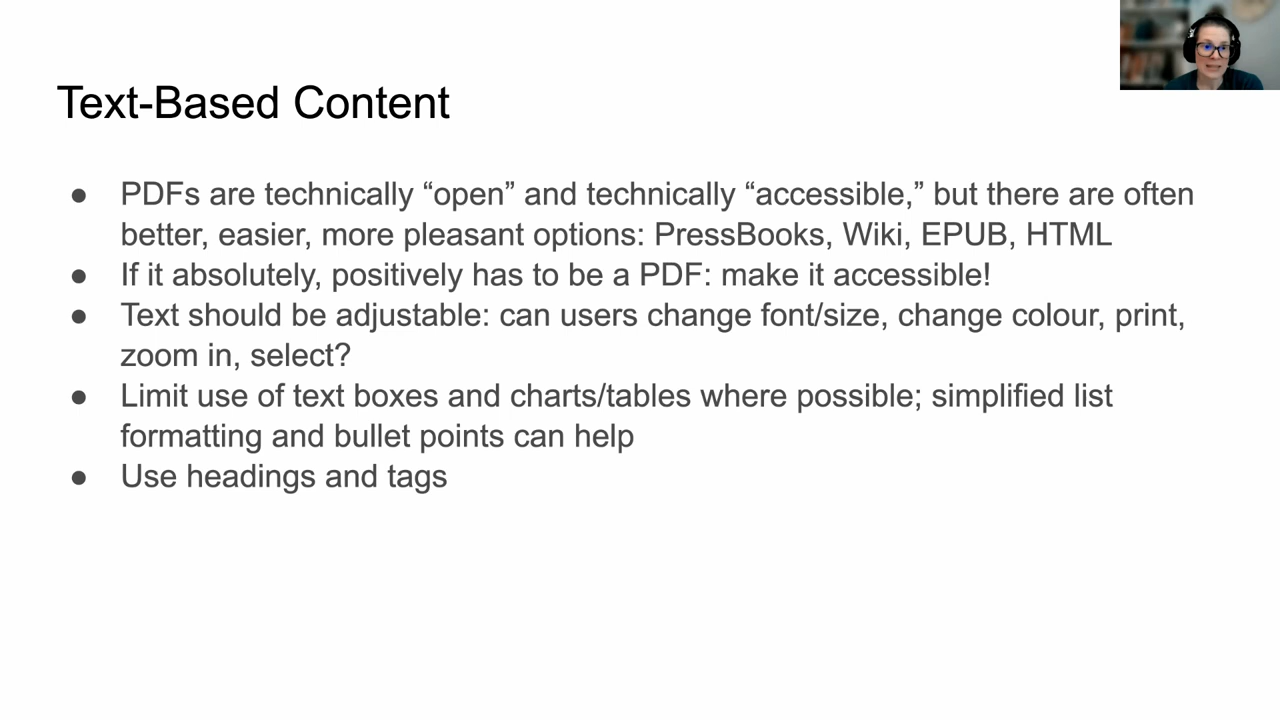 Text-Based Content
● PDFs are technically “open” and technically “accessible,” but there are often
better, easier, more pleasant options: PressBooks, Wiki, EPUB, HTML
● If it absolutely, positively has to be a PDF: make it accessible!
● Text should be adjustable: can users change font/size, change colour, print,
zoom in, select?
● Limit use of text boxes and charts/tables where possible; simplified list
formatting and bullet points can help
● Use headings and tags